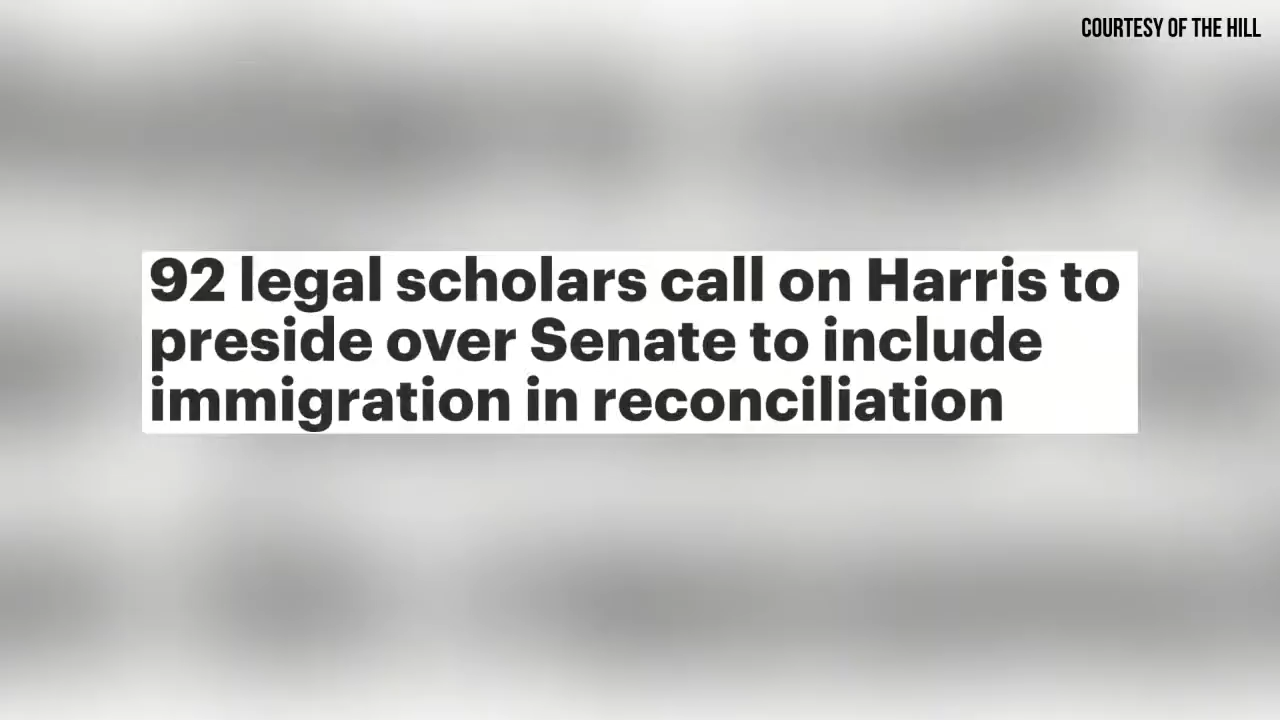 COURTESY OF THE HILL
92 legal scholars call on Harris to
preside over Senate to include
immigration in reconciliation